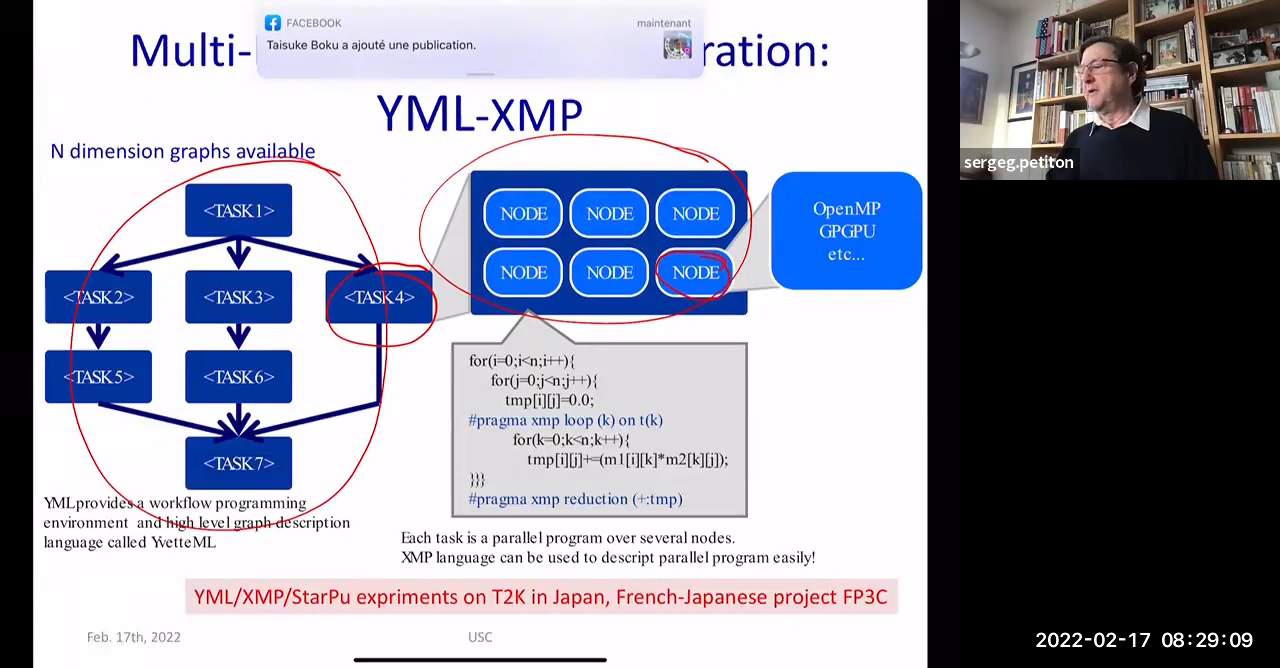 FACEBOOK
maintenant
Taisuke Boku a ajouté une publication.
Multi- ration:
YML-XMP
N dimension graphs available
<TASK1>
<TASK2>
<TASK3>
<TASK4>
<TASK5>
<TASK6>
<TASK7>
NODE NODE NODE
NODE NODE NODE
OpenMP
GPGPU
etc...
for(i=0;i<n;i++){
for(j=0;j<n;j++){
tmp[i][j]=0.0;
#pragma xmp loop (k) on t(k)
for(k=0;k<n;k++){
tmp[i][j]+=(m1[i][k]*m2[k][j]);
}}}
#pragma xmp reduction (+:tmp)
YML provides a workflow programming
environment and high level graph description
language called YvetteML
Each task is a parallel program over several nodes.
XMP language can be used to descript parallel program easily!
YML/XMP/StarPu expriments on T2K in Japan, French-Japanese project FP3C
Feb. 17th, 2022
USC
sergeg.petiton
2022-02-17 08:29:09